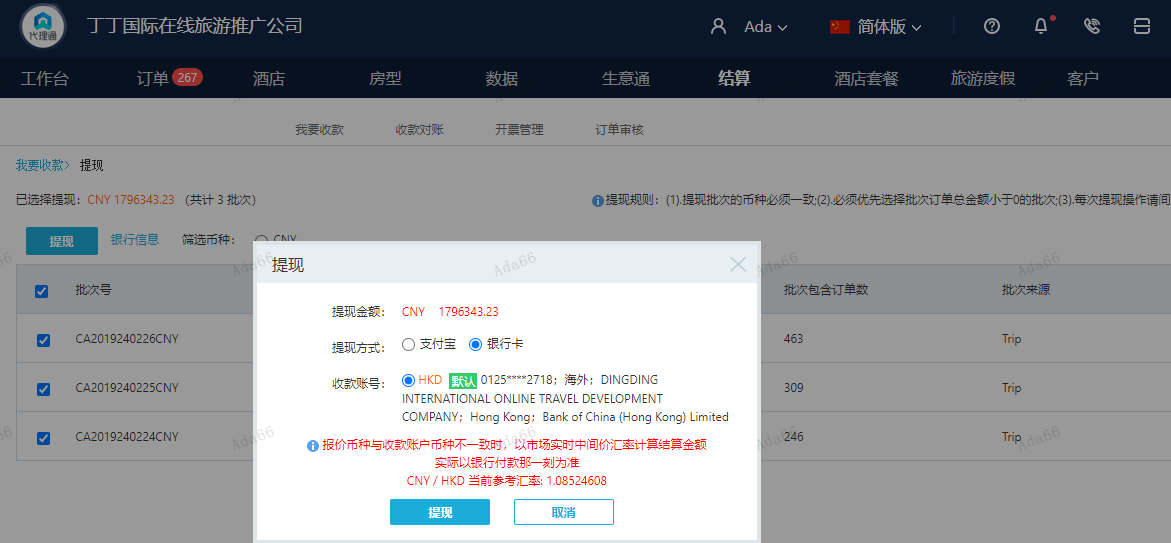 代理通
丁丁国际在线旅游推广公司
Ada
简体版
工作台
订单 267
酒店
房型
数据
生意通
结算
酒店套餐
旅游度假
客户
我要收款
收款对账
开票管理
订单审核
我要收款> 提现
已选择提现: CNY 1796343.23 (共计 3 批次)
提现规则: (1).提现批次的币种必须一致;(2).必须优先选择批次订单总金额小于0的批次;(3).每次提现操作请间
提现
银行信息
筛选币种:
CNY
批次号
批次包含订单数
批次来源
CA2019240226CNY
463
Trip
CA2019240225CNY
309
Trip
CA2019240224CNY
246
Trip
提现
提现金额: CNY 1796343.23
提现方式: 支付宝 银行卡
收款账号: HKD 默认 0125****2718; 海外; DINGDING
INTERNATIONAL ONLINE TRAVEL DEVELOPMENT
COMPANY; Hong Kong; Bank of China (Hong Kong) Limited
报价币种与收款账户币种不一致时, 以市场实时中间价汇率计算结算金额
实际以银行付款那一刻为准
CNY / HKD 当前参考汇率: 1.08524608
提现
取消
Ada66
Ada66
Ada66
Ada66
Ada66
Ada66
Ada66
Ada66